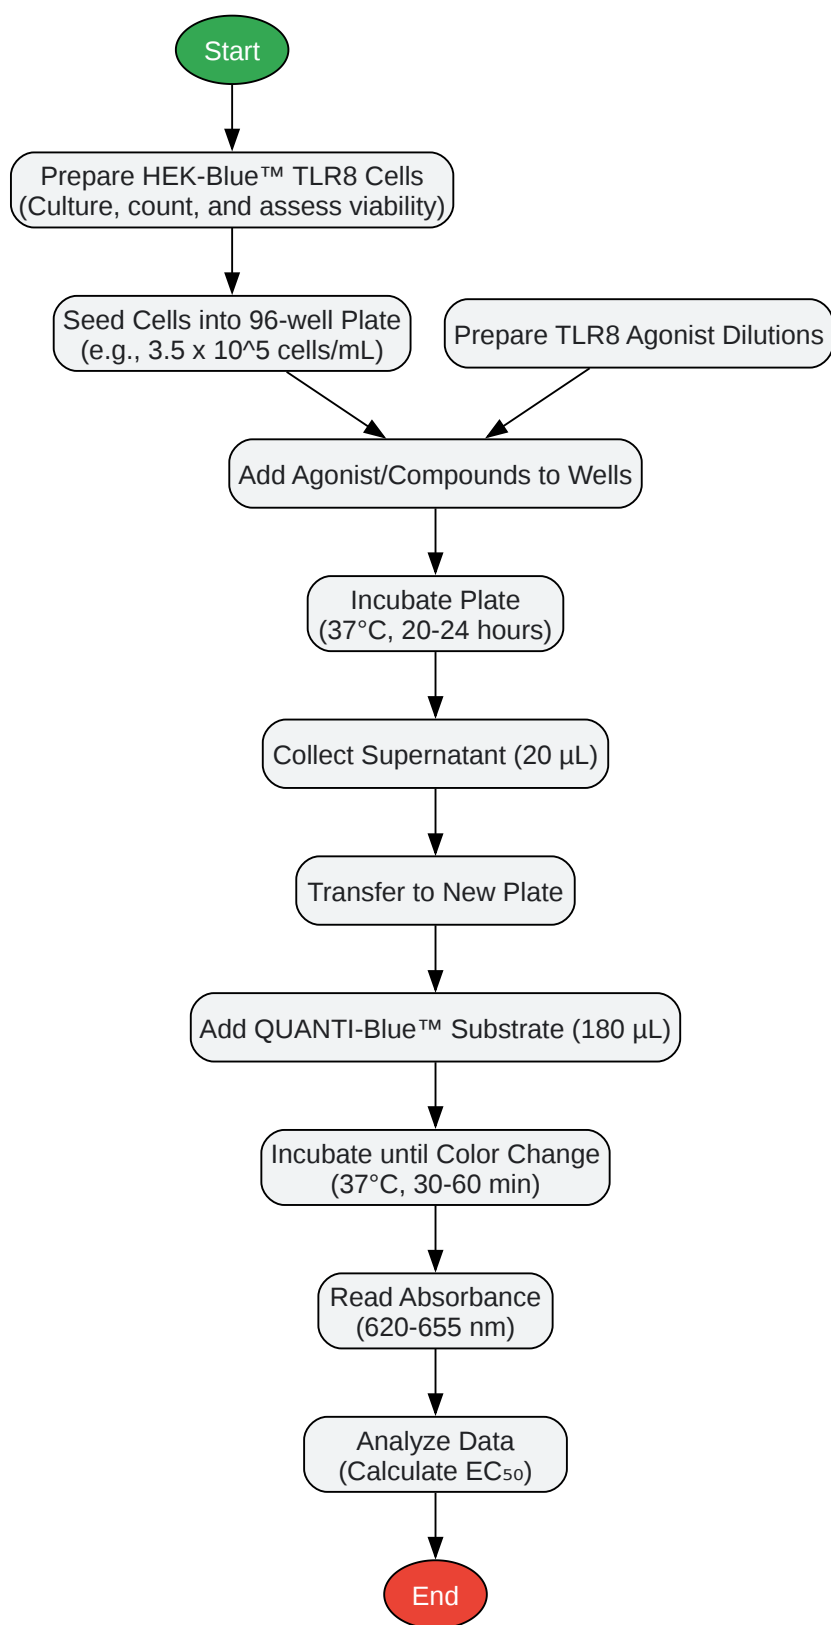 Start
Prepare HEK-Blue™ TLR8 Cells
(Culture, count, and assess viability)
Seed Cells into 96-well Plate
(e.g., 3.5 x 10^5 cells/mL)
Prepare TLR8 Agonist Dilutions
Add Agonist/Compounds to Wells
Incubate Plate
(37°C, 20-24 hours)
Collect Supernatant (20 µL)
Transfer to New Plate
Add QUANTI-Blue™ Substrate (180 µL)
Incubate until Color Change
(37°C, 30-60 min)
Read Absorbance
(620-655 nm)
Analyze Data
(Calculate EC₅₀)
End